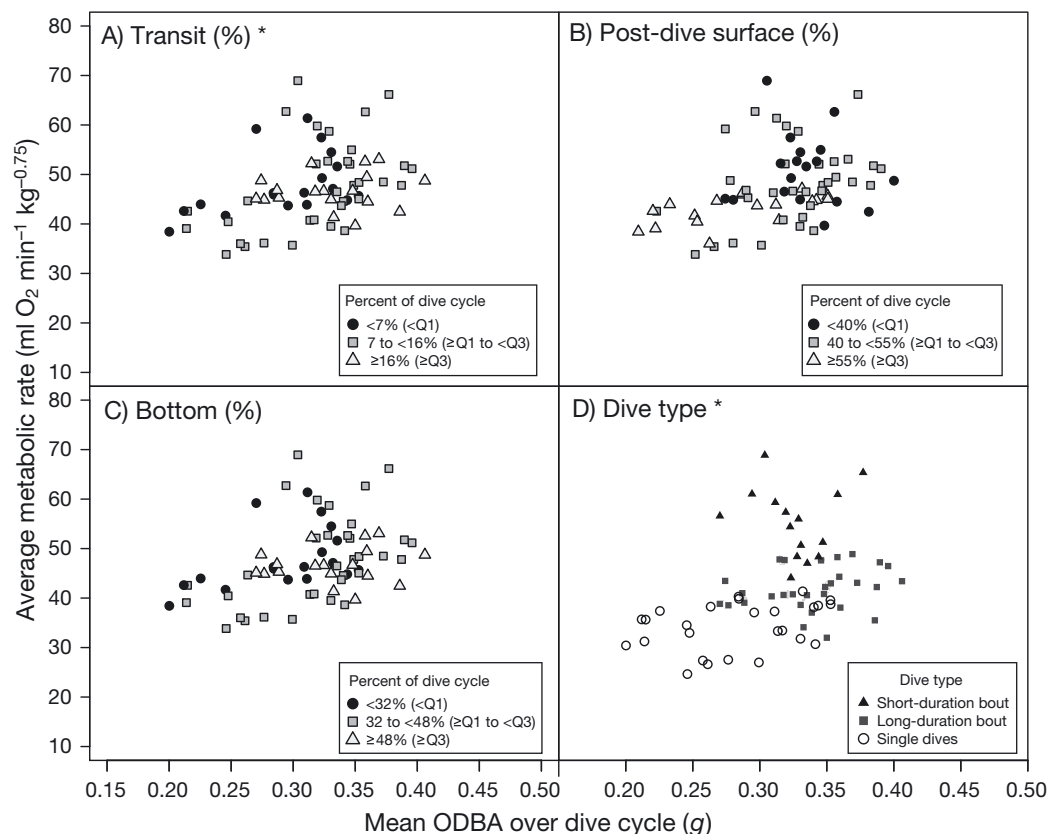 A) Transit (%) *
B) Post-dive surface (%)
80
70
60
50
40
30
20
10
Percent of dive cycle
<7% (<Q1)
7 to <16% (≥Q1 to <Q3)
≥16% (≥Q3)
Percent of dive cycle
<40% (<Q1)
40 to <55% (≥Q1 to <Q3)
≥55% (≥Q3)
Average metabolic rate (ml O₂ min⁻¹ kg⁻⁰·⁷⁵)
C) Bottom (%)
D) Dive type *
80
70
60
50
40
30
20
10
Percent of dive cycle
<32% (<Q1)
32 to <48% (≥Q1 to <Q3)
≥48% (≥Q3)
Dive type
Short-duration bout
Long-duration bout
Single dives
0.15 0.20 0.25 0.30 0.35 0.40 0.45 0.50
0.20 0.25 0.30 0.35 0.40 0.45 0.50
Mean ODBA over dive cycle (g)